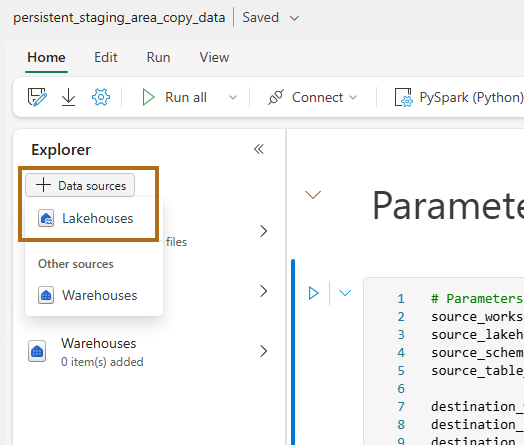 persistent_staging_area_copy_data Saved
Home Edit Run View
Run all Connect PySpark (Python)
Explorer
Data sources
Lakehouses
files
Other sources
Warehouses
Warehouses
0 item(s) added
Paramete
1 # Parameters
2 source_works
3 source_lakeh
4 source_schem
5 source_table_
6
7 destination_
8 destination_
9 destination